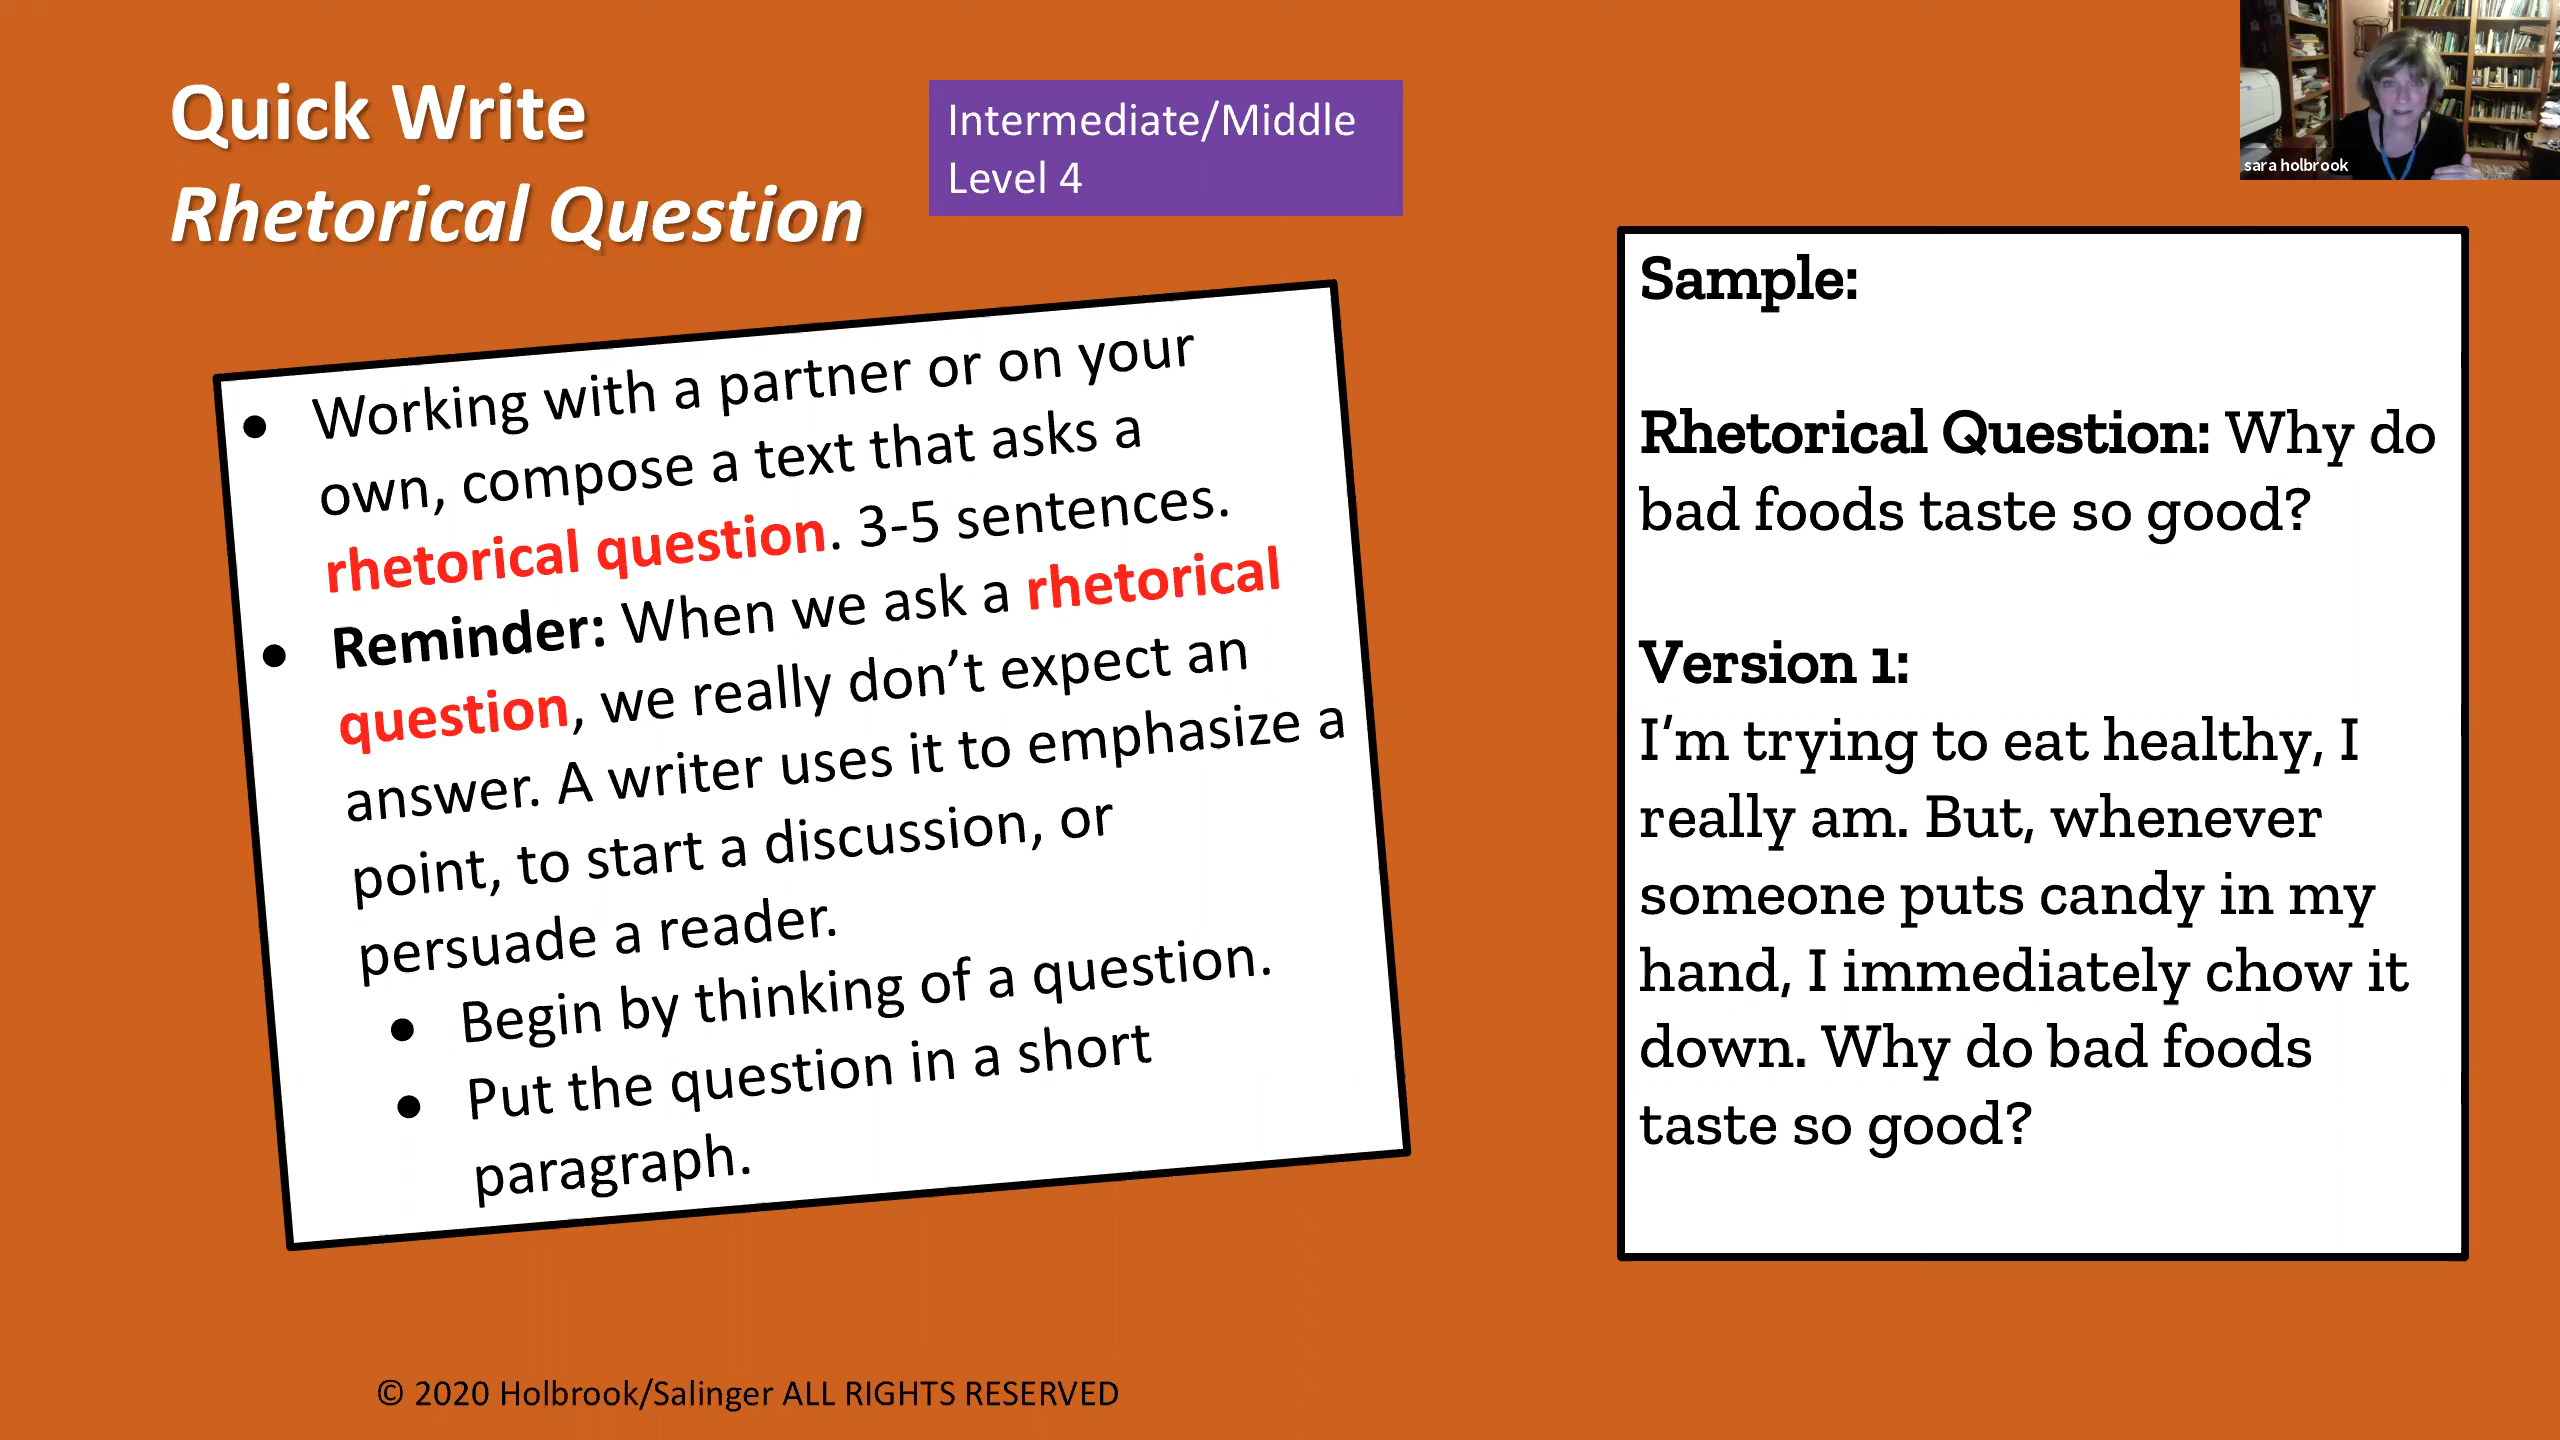 Quick Write
Rhetorical Question
Intermediate/Middle
Level 4
sara holbrook
● Working with a partner or on your
own, compose a text that asks a
rhetorical question. 3-5 sentences.
● Reminder: When we ask a rhetorical
question, we really don’t expect an
answer. A writer uses it to emphasize a
point, to start a discussion, or
persuade a reader.
● Begin by thinking of a question.
● Put the question in a short
paragraph.
Sample:
Rhetorical Question: Why do
bad foods taste so good?
Version 1:
I’m trying to eat healthy, I
really am. But, whenever
someone puts candy in my
hand, I immediately chow it
down. Why do bad foods
taste so good?
© 2020 Holbrook/Salinger ALL RIGHTS RESERVED